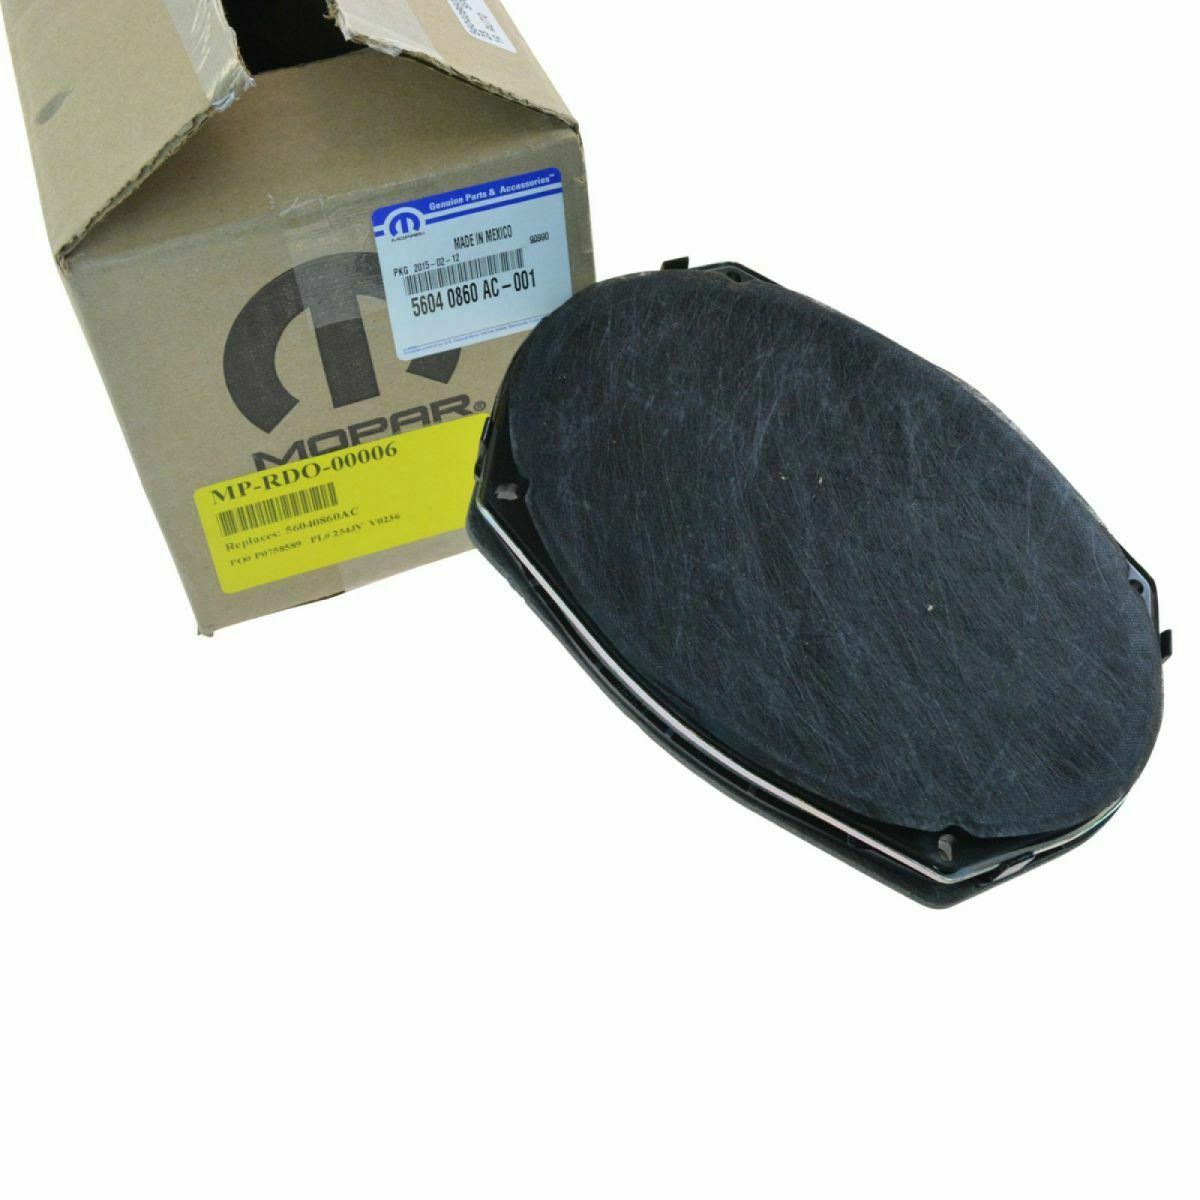 Genuine Parts & Accessories™
MOPAR
MADE IN MEXICO
90990
PKG 2015-02-12
5604 0860 AC-001
MOPAR®
MP-RDO-00006
Replaces: 56040860AC
PO# P0758589 PL# 254JV V0236